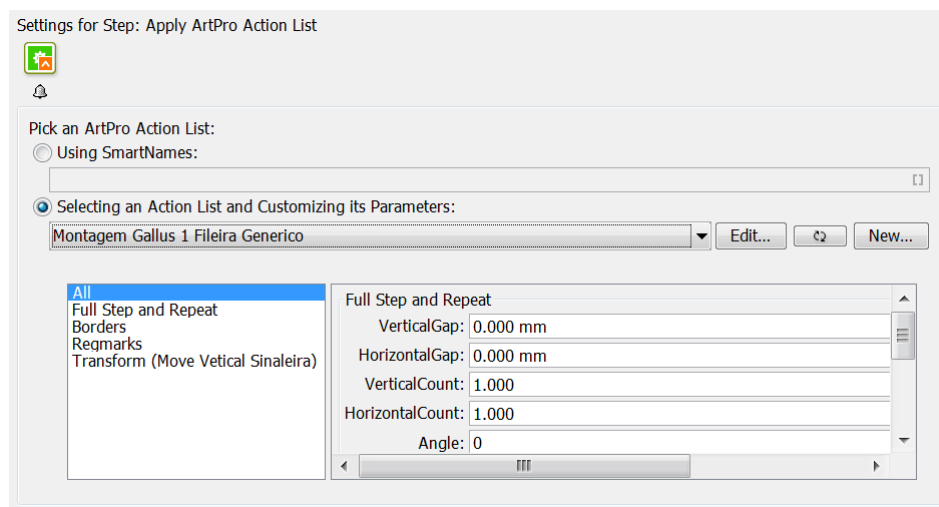 Settings for Step: Apply ArtPro Action List
Pick an ArtPro Action List:
Using SmartNames:
[]
Selecting an Action List and Customizing its Parameters:
Montagem Gallus 1 Fileira Generico
Edit...
New...
All
Full Step and Repeat
Borders
Regmarks
Transform (Move Vetical Sinaleira)
Full Step and Repeat
VerticalGap: 0.000 mm
HorizontalGap: 0.000 mm
VerticalCount: 1.000
HorizontalCount: 1.000
Angle: 0